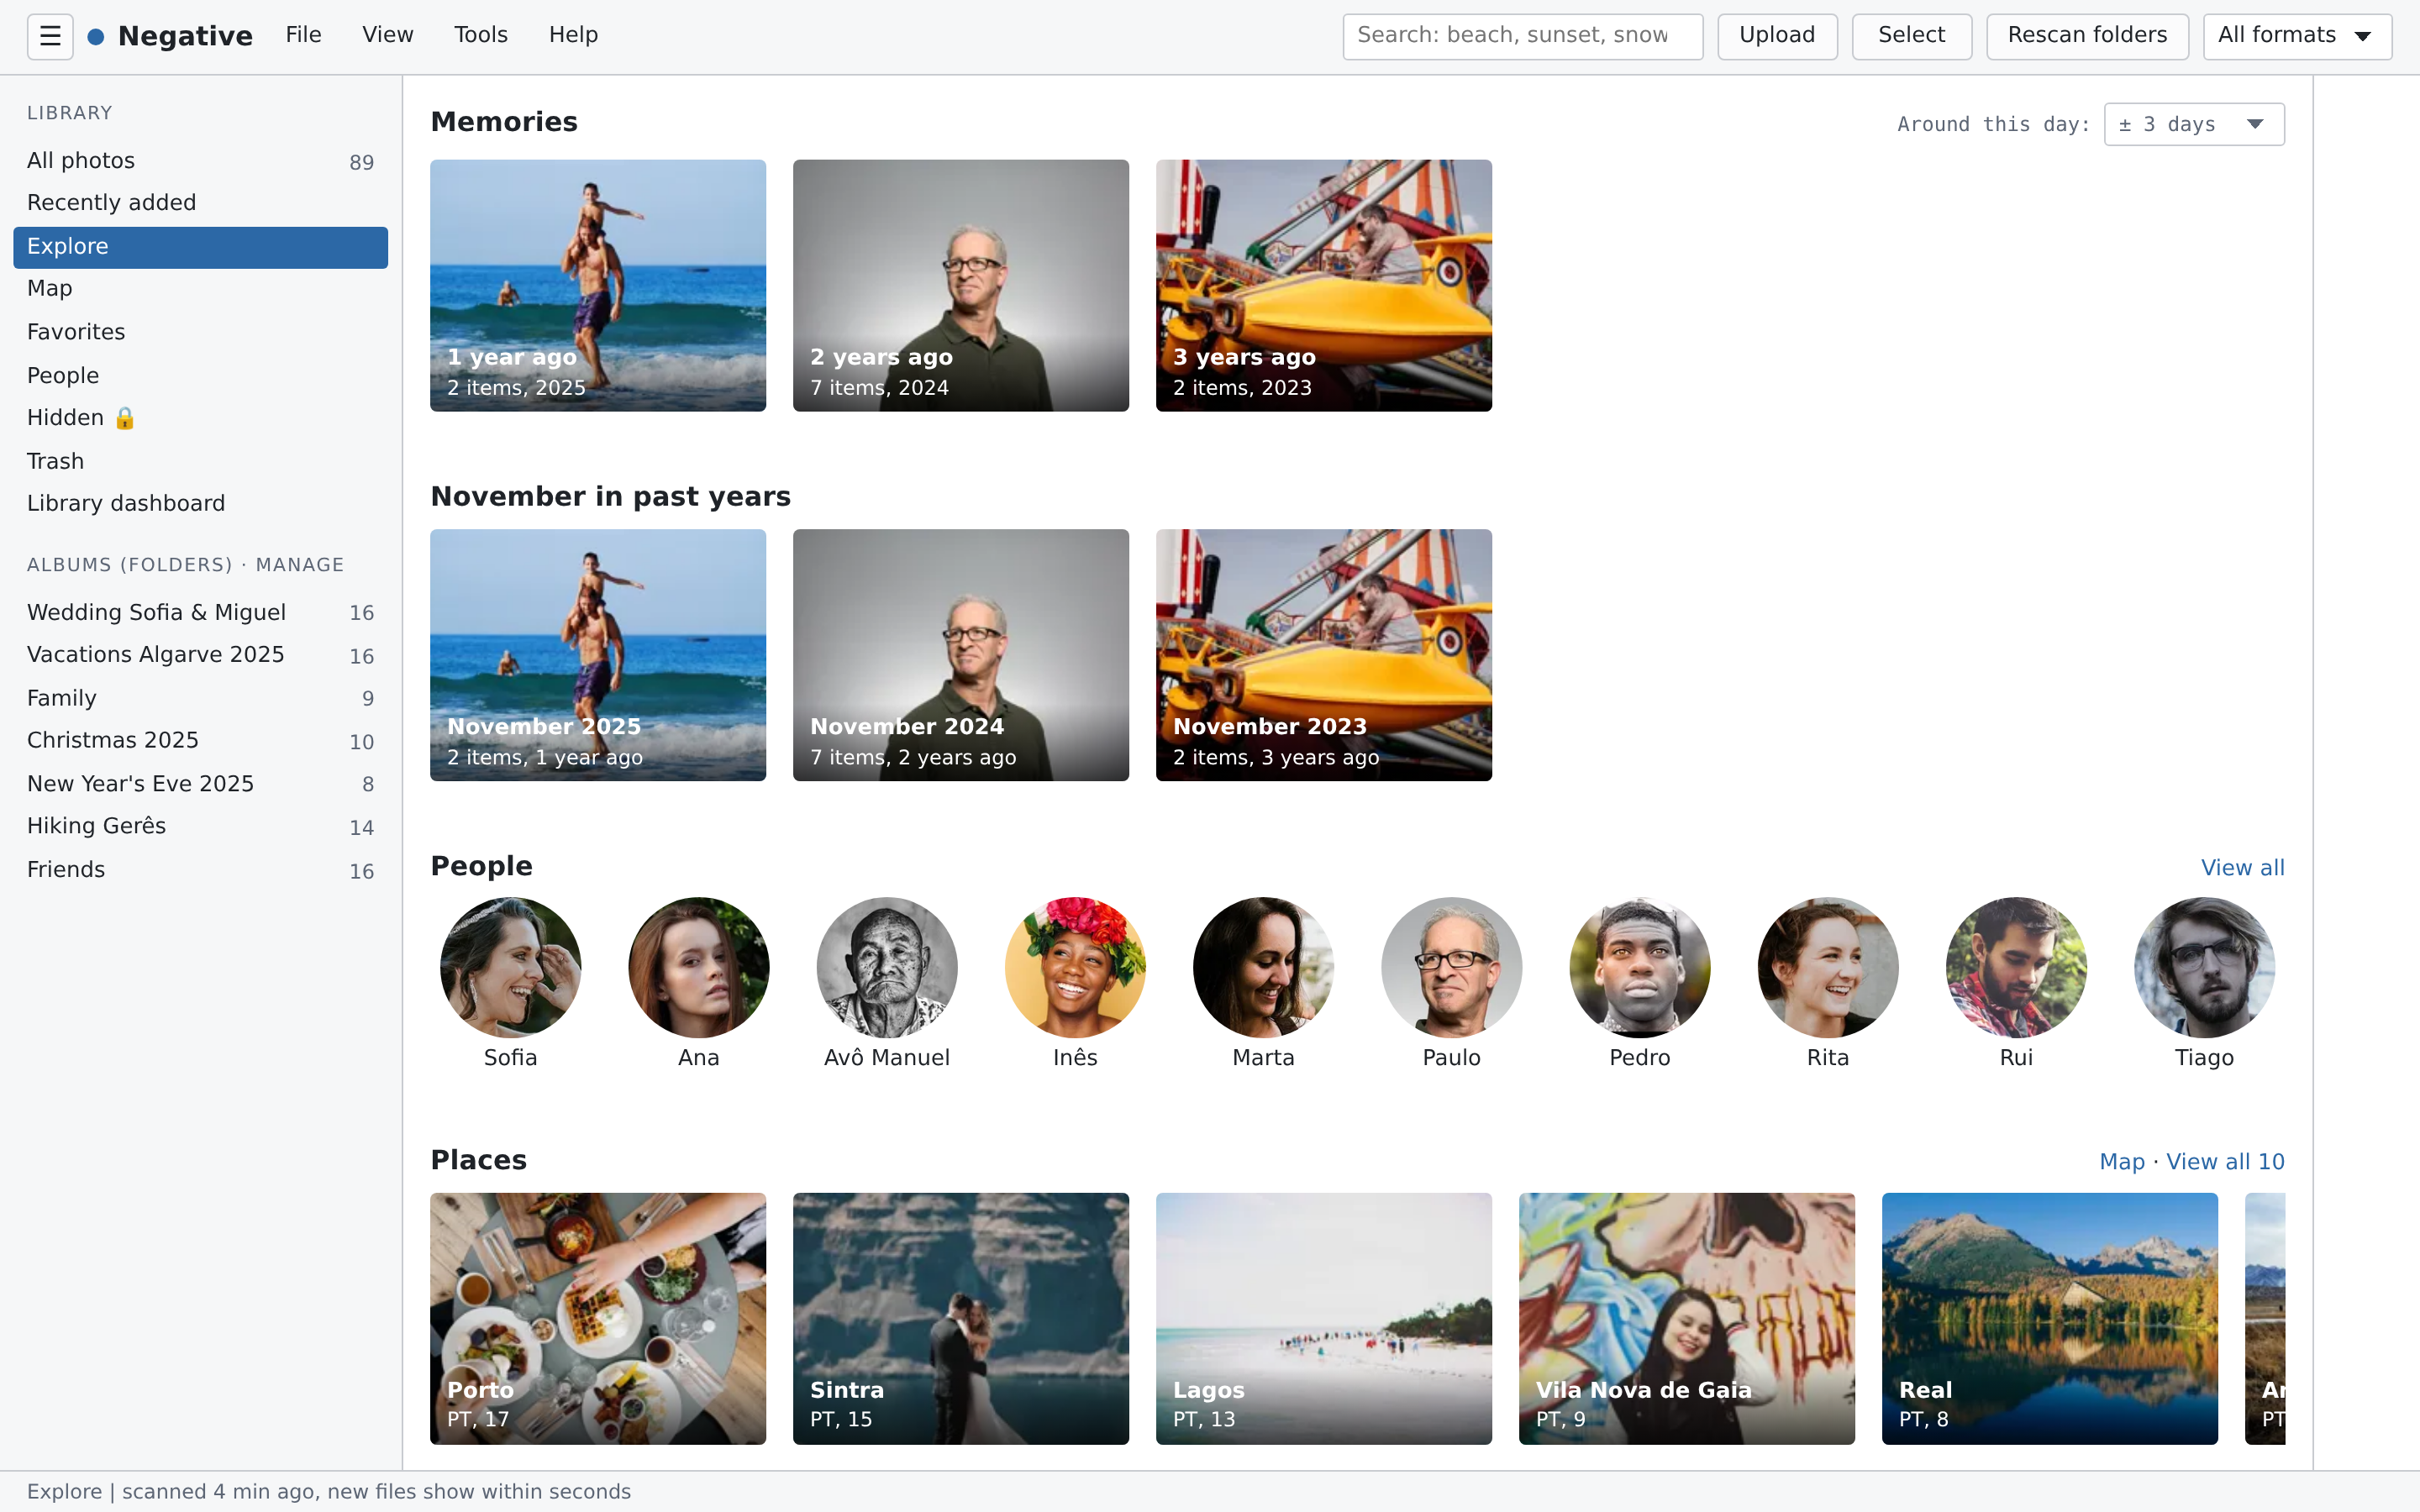 ☰ Negative File View Tools Help Search: beach, sunset, snow Upload Select Rescan folders All formats
LIBRARY
All photos 89
Recently added
Explore
Map
Favorites
People
Hidden 🔒
Trash
Library dashboard
ALBUMS (FOLDERS) · MANAGE
Wedding Sofia & Miguel 16
Vacations Algarve 2025 16
Family 9
Christmas 2025 10
New Year's Eve 2025 8
Hiking Gerês 14
Friends 16
Memories Around this day: ± 3 days
1 year ago
2 items, 2025
2 years ago
7 items, 2024
3 years ago
2 items, 2023
November in past years
November 2025
2 items, 1 year ago
November 2024
7 items, 2 years ago
November 2023
2 items, 3 years ago
People View all
Sofia Ana Avô Manuel Inês Marta Paulo Pedro Rita Rui Tiago
Places Map · View all 10
Porto
PT, 17
Sintra
PT, 15
Lagos
PT, 13
Vila Nova de Gaia
PT, 9
Real
PT, 8
PT
Explore | scanned 4 min ago, new files show within seconds